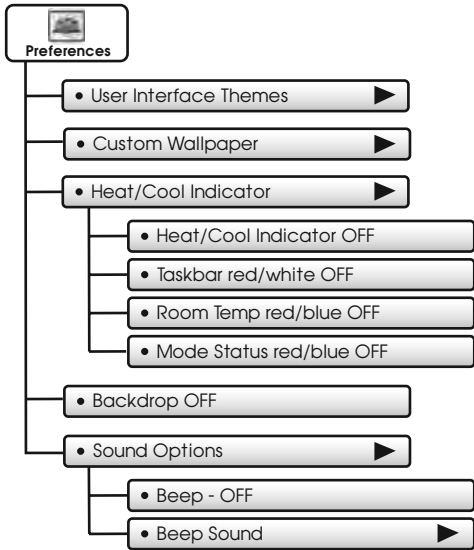 Preferences
• User Interface Themes
• Custom Wallpaper
• Heat/Cool Indicator
• Heat/Cool Indicator OFF
• Taskbar red/white OFF
• Room Temp red/blue OFF
• Mode Status red/blue OFF
• Backdrop OFF
• Sound Options
• Beep - OFF
• Beep Sound